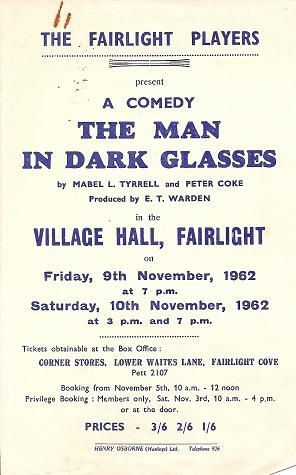 THE FAIRLIGHT PLAYERS
present
A COMEDY
THE MAN
IN DARK GLASSES
by MABEL L. TYRRELL and PETER COKE
Produced by E. T. WARDEN
in the
VILLAGE HALL, FAIRLIGHT
on
Friday, 9th November, 1962
at 7 p.m.
Saturday, 10th November, 1962
at 3 p.m. and 7 p.m.
Tickets obtainable at the Box Office :
CORNER STORES, LOWER WAITES LANE, FAIRLIGHT COVE
Pett 2107
Booking from November 5th, 10 a.m. - 12 noon
Privilege Booking : Members only, Sat. Nov. 3rd, 10 a.m. - 4 p.m.
or at the door.
PRICES - 3/6 2/6 1/6
HENRY OSBORNE (Hastings) Ltd. Telephone 926